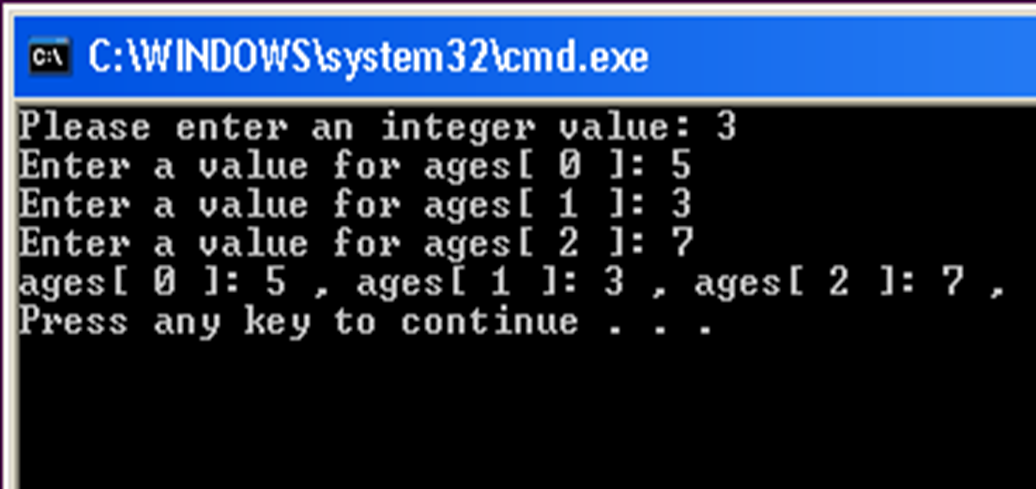 C:\WINDOWS\system32\cmd.exe
Please enter an integer value: 3
Enter a value for ages[ 0 ]: 5
Enter a value for ages[ 1 ]: 3
Enter a value for ages[ 2 ]: 7
ages[ 0 ]: 5 , ages[ 1 ]: 3 , ages[ 2 ]: 7 ,
Press any key to continue . . .